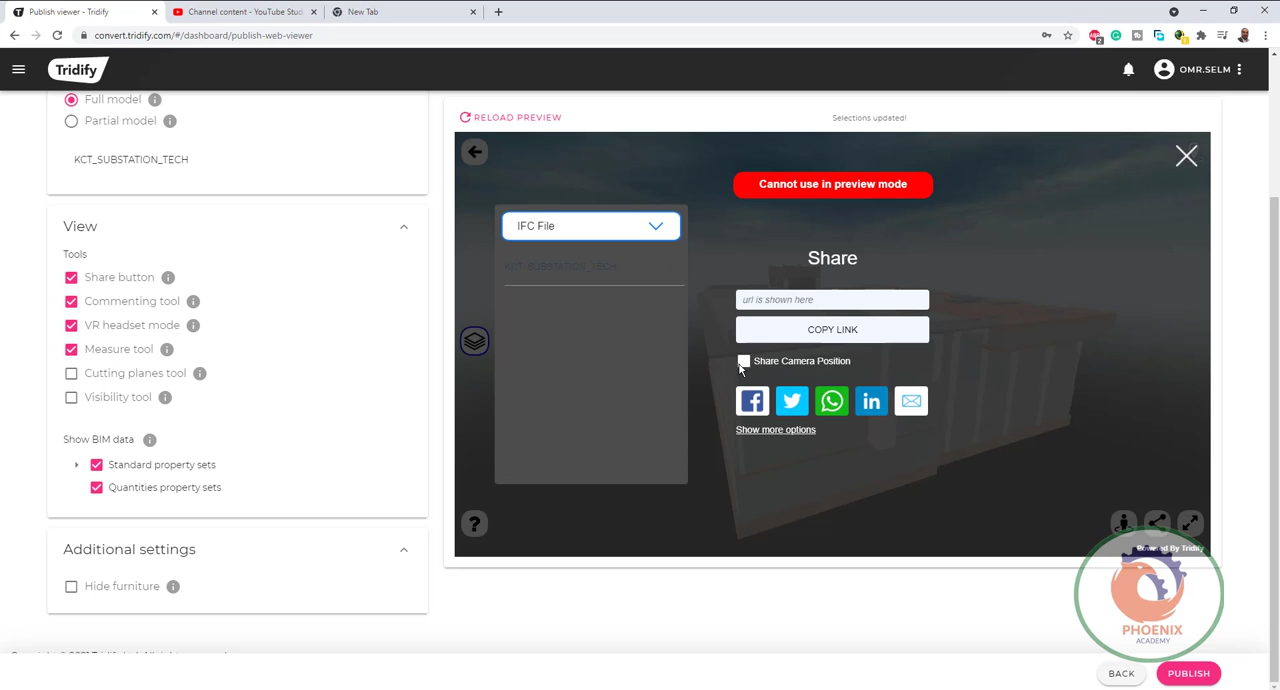 Publish viewer - Tridify
Channel content - YouTube Studi
New Tab
convert.tridify.com/#/dashboard/publish-web-viewer
Tridify
OMR.SELM
Full model
Partial model
KCT_SUBSTATION_TECH
View
Tools
Share button
Commenting tool
VR headset mode
Measure tool
Cutting planes tool
Visibility tool
Show BIM data
Standard property sets
Quantities property sets
Additional settings
Hide furniture
RELOAD PREVIEW
Selections updated!
Cannot use in preview mode
IFC File
KCT_SUBSTATION_TECH
Share
url is shown here
COPY LINK
Share Camera Position
Show more options
?
Powered By Tridify
PHOENIX
ACADEMY
BACK
PUBLISH